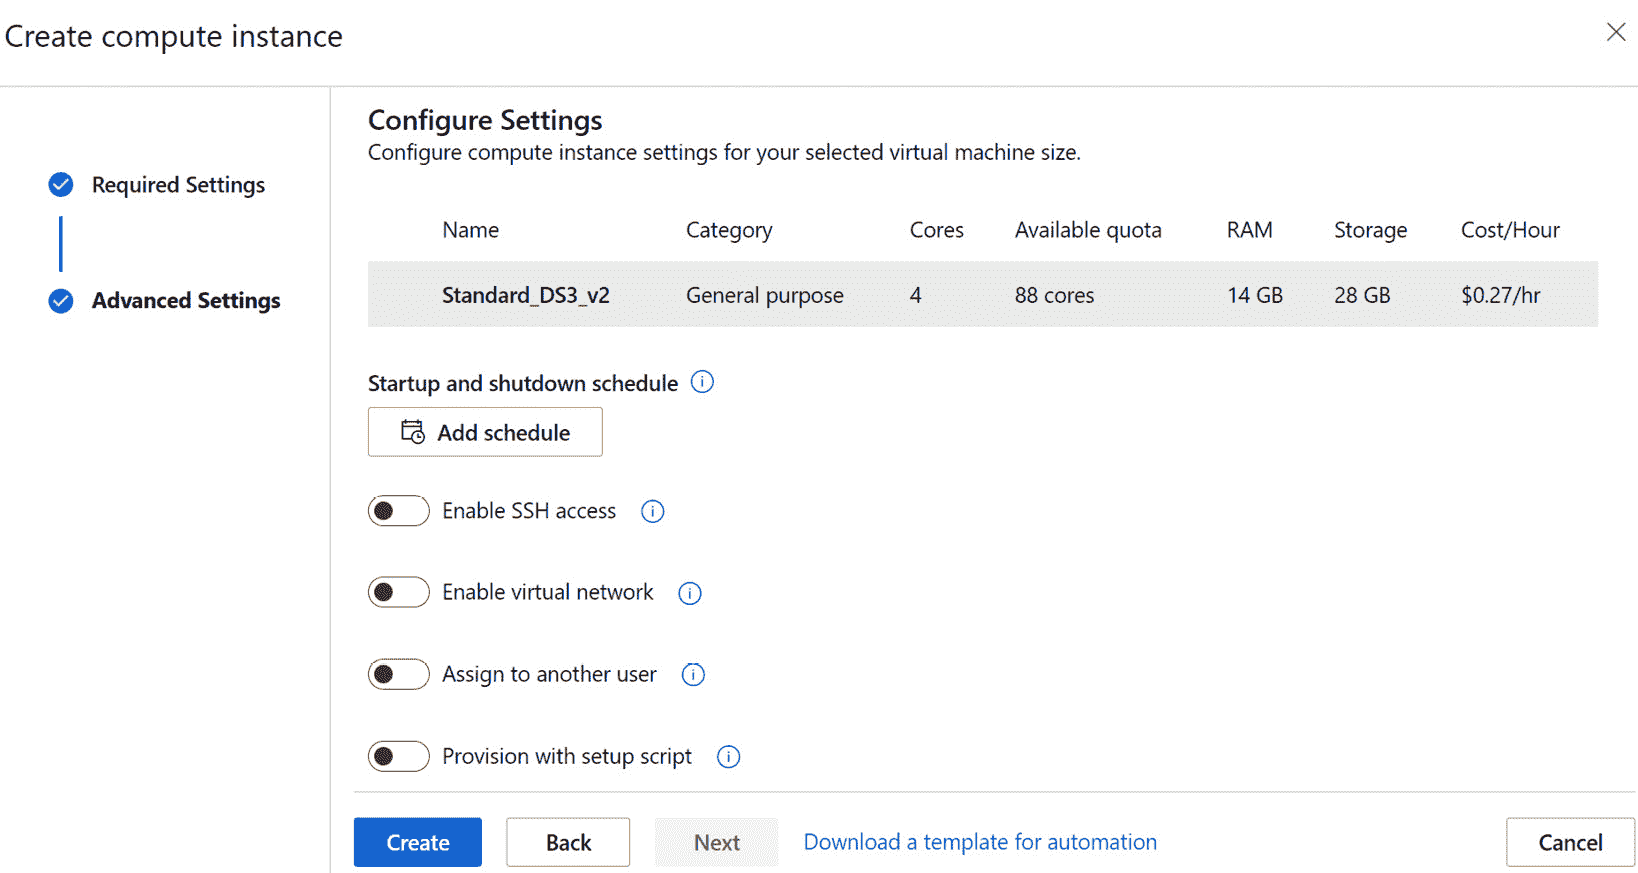 Create compute instance
Required Settings
Advanced Settings
Configure Settings
Configure compute instance settings for your selected virtual machine size.
Name Category Cores Available quota RAM Storage Cost/Hour
Standard_DS3_v2 General purpose 4 88 cores 14 GB 28 GB $0.27/hr
Startup and shutdown schedule
Add schedule
Enable SSH access
Enable virtual network
Assign to another user
Provision with setup script
Create Back Next Download a template for automation Cancel